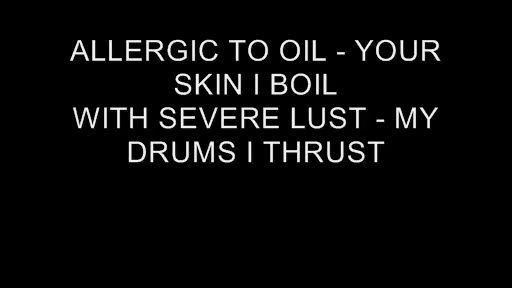 ALLERGIC TO OIL - YOUR
SKIN I BOIL
WITH SEVERE LUST - MY
DRUMS I THRUST